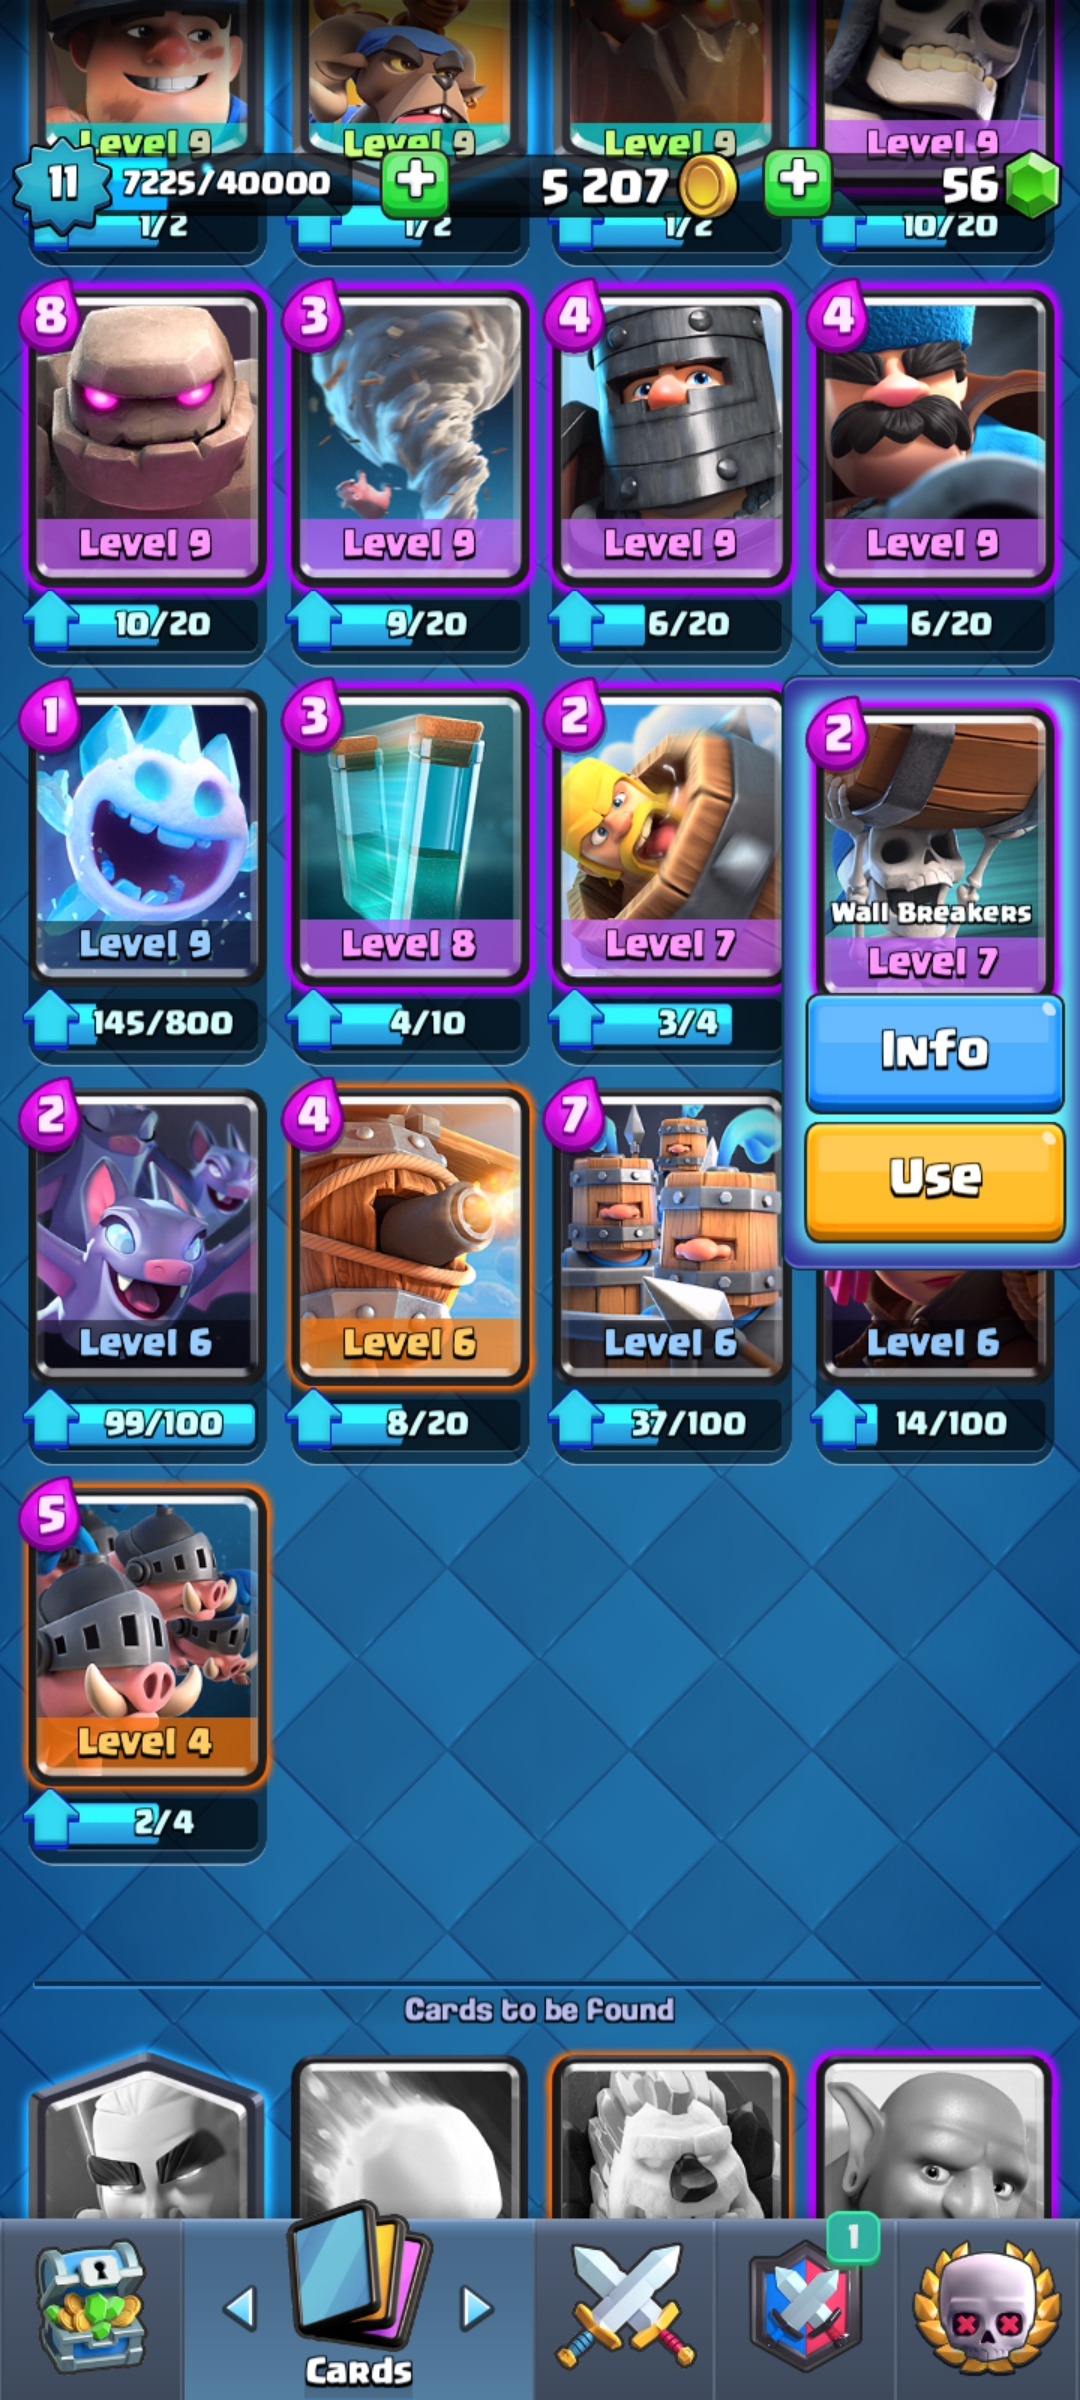 Level 9
Level 9
Level 9
Level 9
11
7225/40000
5 207
56
1/2
1/2
1/2
10/20
8
3
4
4
Level 9
Level 9
Level 9
Level 9
10/20
9/20
6/20
6/20
1
3
2
2
Wall Breakers
Level 9
Level 8
Level 7
Level 7
145/800
4/10
3/4
Info
2
4
7
Use
Level 6
Level 6
Level 6
Level 6
99/100
8/20
37/100
14/100
5
Level 4
2/4
Cards to be found
1
Cards